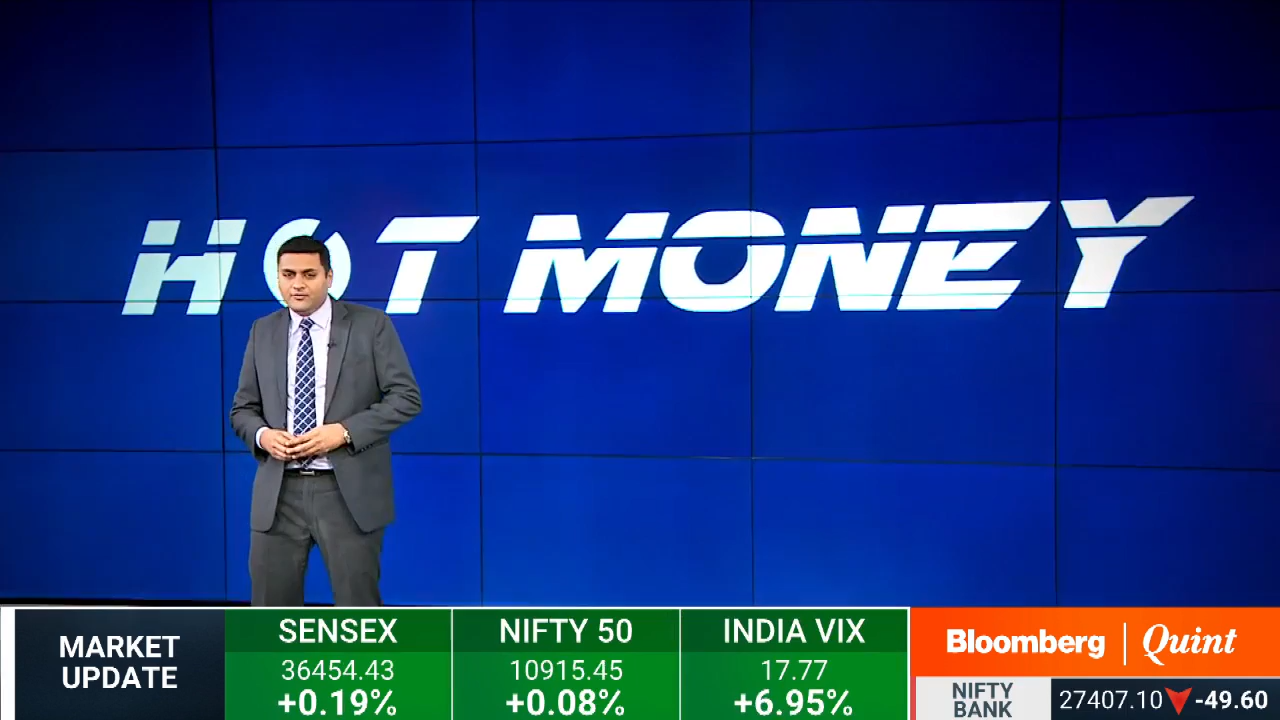 HOT MONEY
MARKET
UPDATE
SENSEX
36454.43
+0.19%
NIFTY 50
10915.45
+0.08%
INDIA VIX
17.77
+6.95%
Bloomberg | Quint
NIFTY
BANK
27407.10 ▼ -49.60